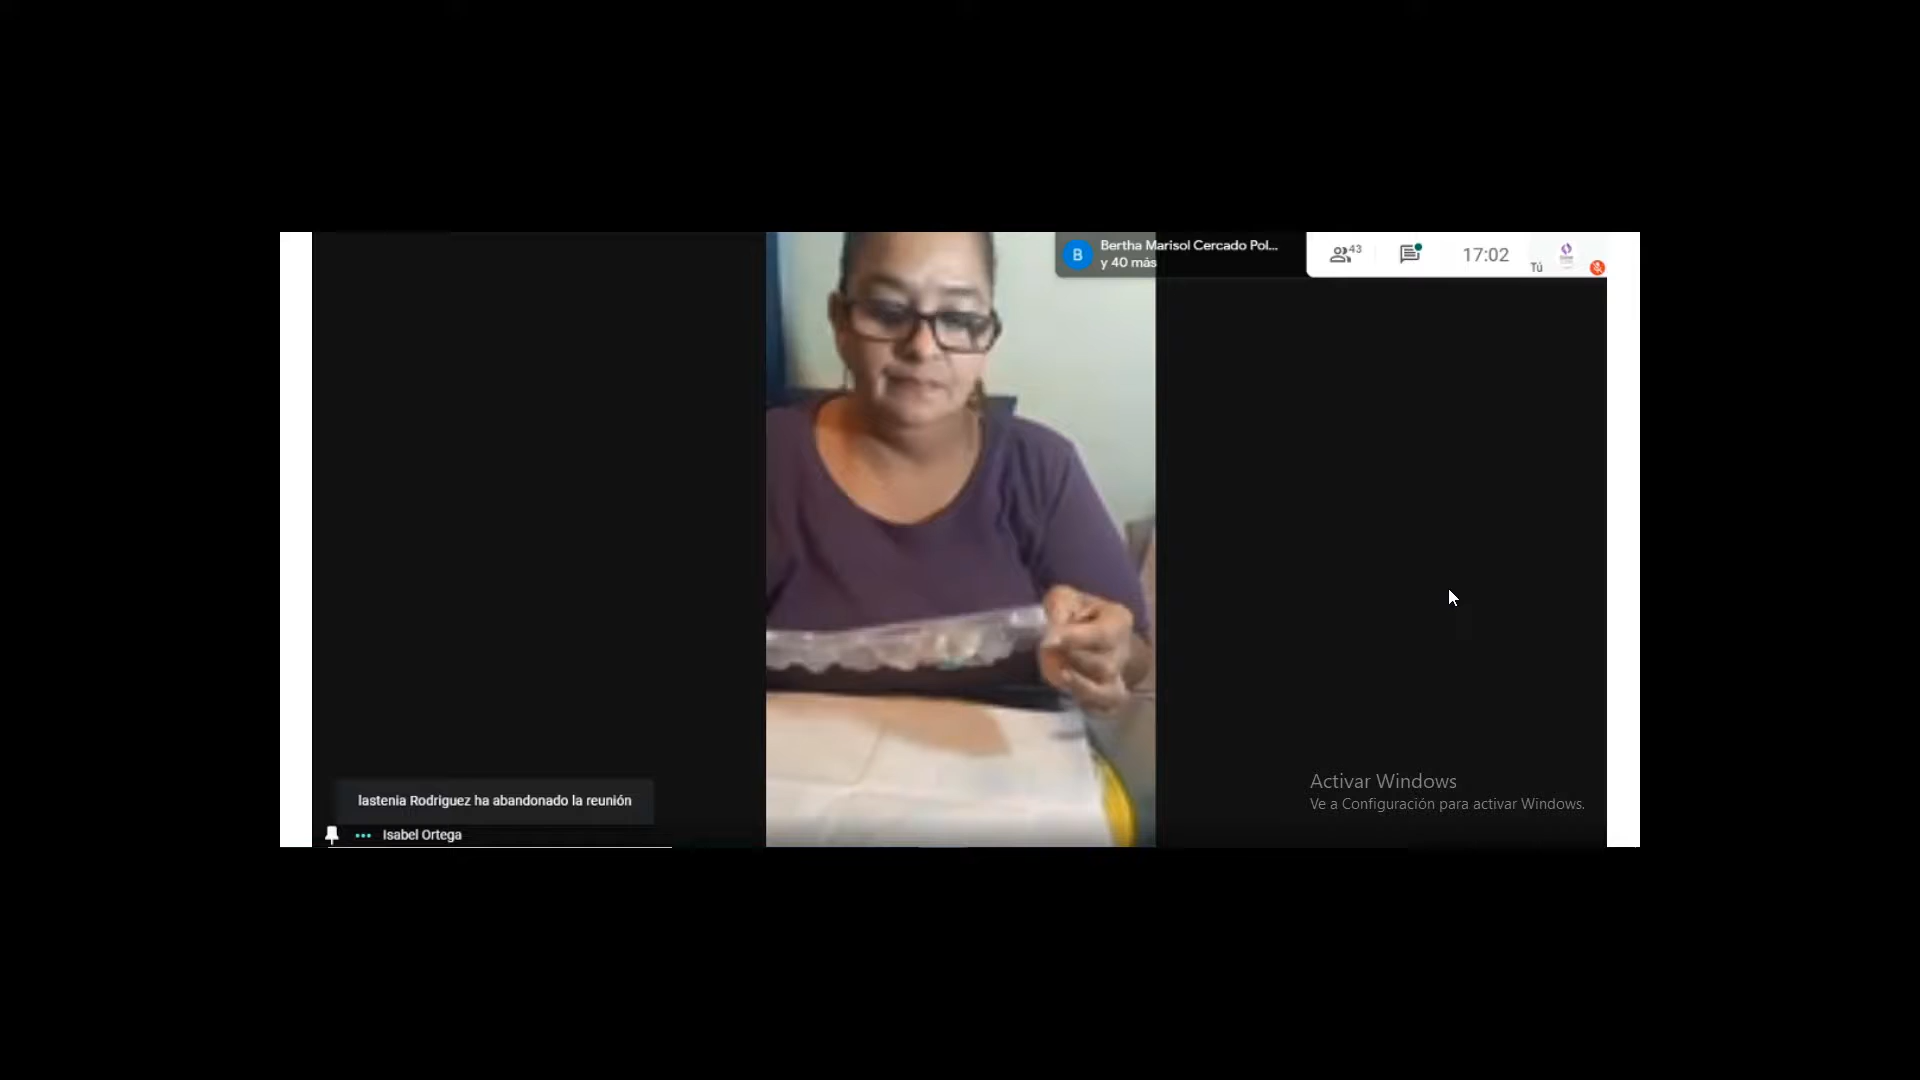 Bertha Marisol Cercado Pol...
y 40 más
43
17:02
Tú
Activar Windows
Ve a Configuración para activar Windows.
lastenia Rodriguez ha abandonado la reunión
Isabel Ortega